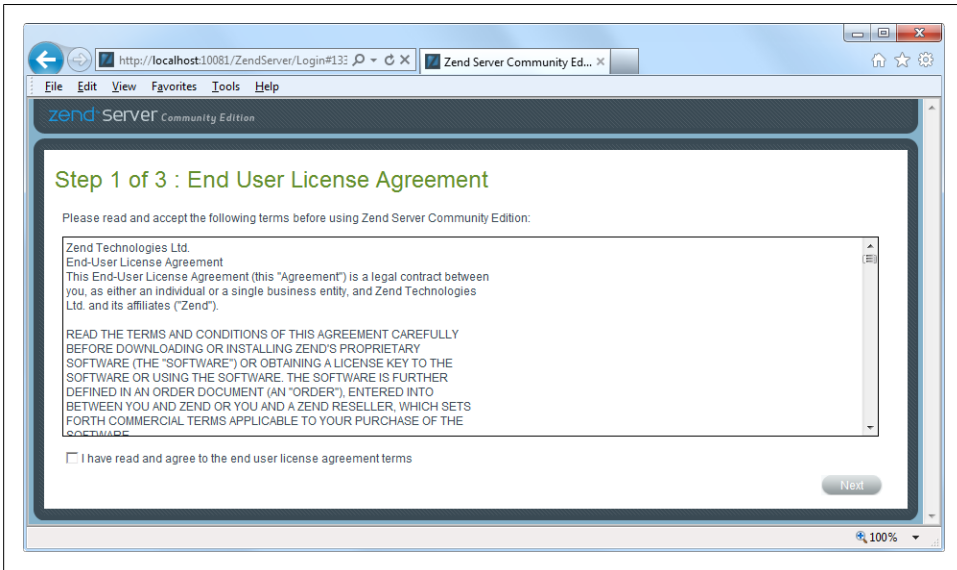 http://localhost:10081/ZendServer/Login#133
Zend Server Community Ed...
File Edit View Favorites Tools Help
zend server Community Edition
Step 1 of 3 : End User License Agreement
Please read and accept the following terms before using Zend Server Community Edition:
Zend Technologies Ltd.
End-User License Agreement
This End-User License Agreement (this "Agreement") is a legal contract between
you, as either an individual or a single business entity, and Zend Technologies
Ltd. and its affiliates ("Zend").
READ THE TERMS AND CONDITIONS OF THIS AGREEMENT CAREFULLY
BEFORE DOWNLOADING OR INSTALLING ZEND'S PROPRIETARY
SOFTWARE (THE "SOFTWARE") OR OBTAINING A LICENSE KEY TO THE
SOFTWARE OR USING THE SOFTWARE. THE SOFTWARE IS FURTHER
DEFINED IN AN ORDER DOCUMENT (AN "ORDER"), ENTERED INTO
BETWEEN YOU AND ZEND OR YOU AND A ZEND RESELLER, WHICH SETS
FORTH COMMERCIAL TERMS APPLICABLE TO YOUR PURCHASE OF THE
SOFTWARE
I have read and agree to the end user license agreement terms
Next
100%